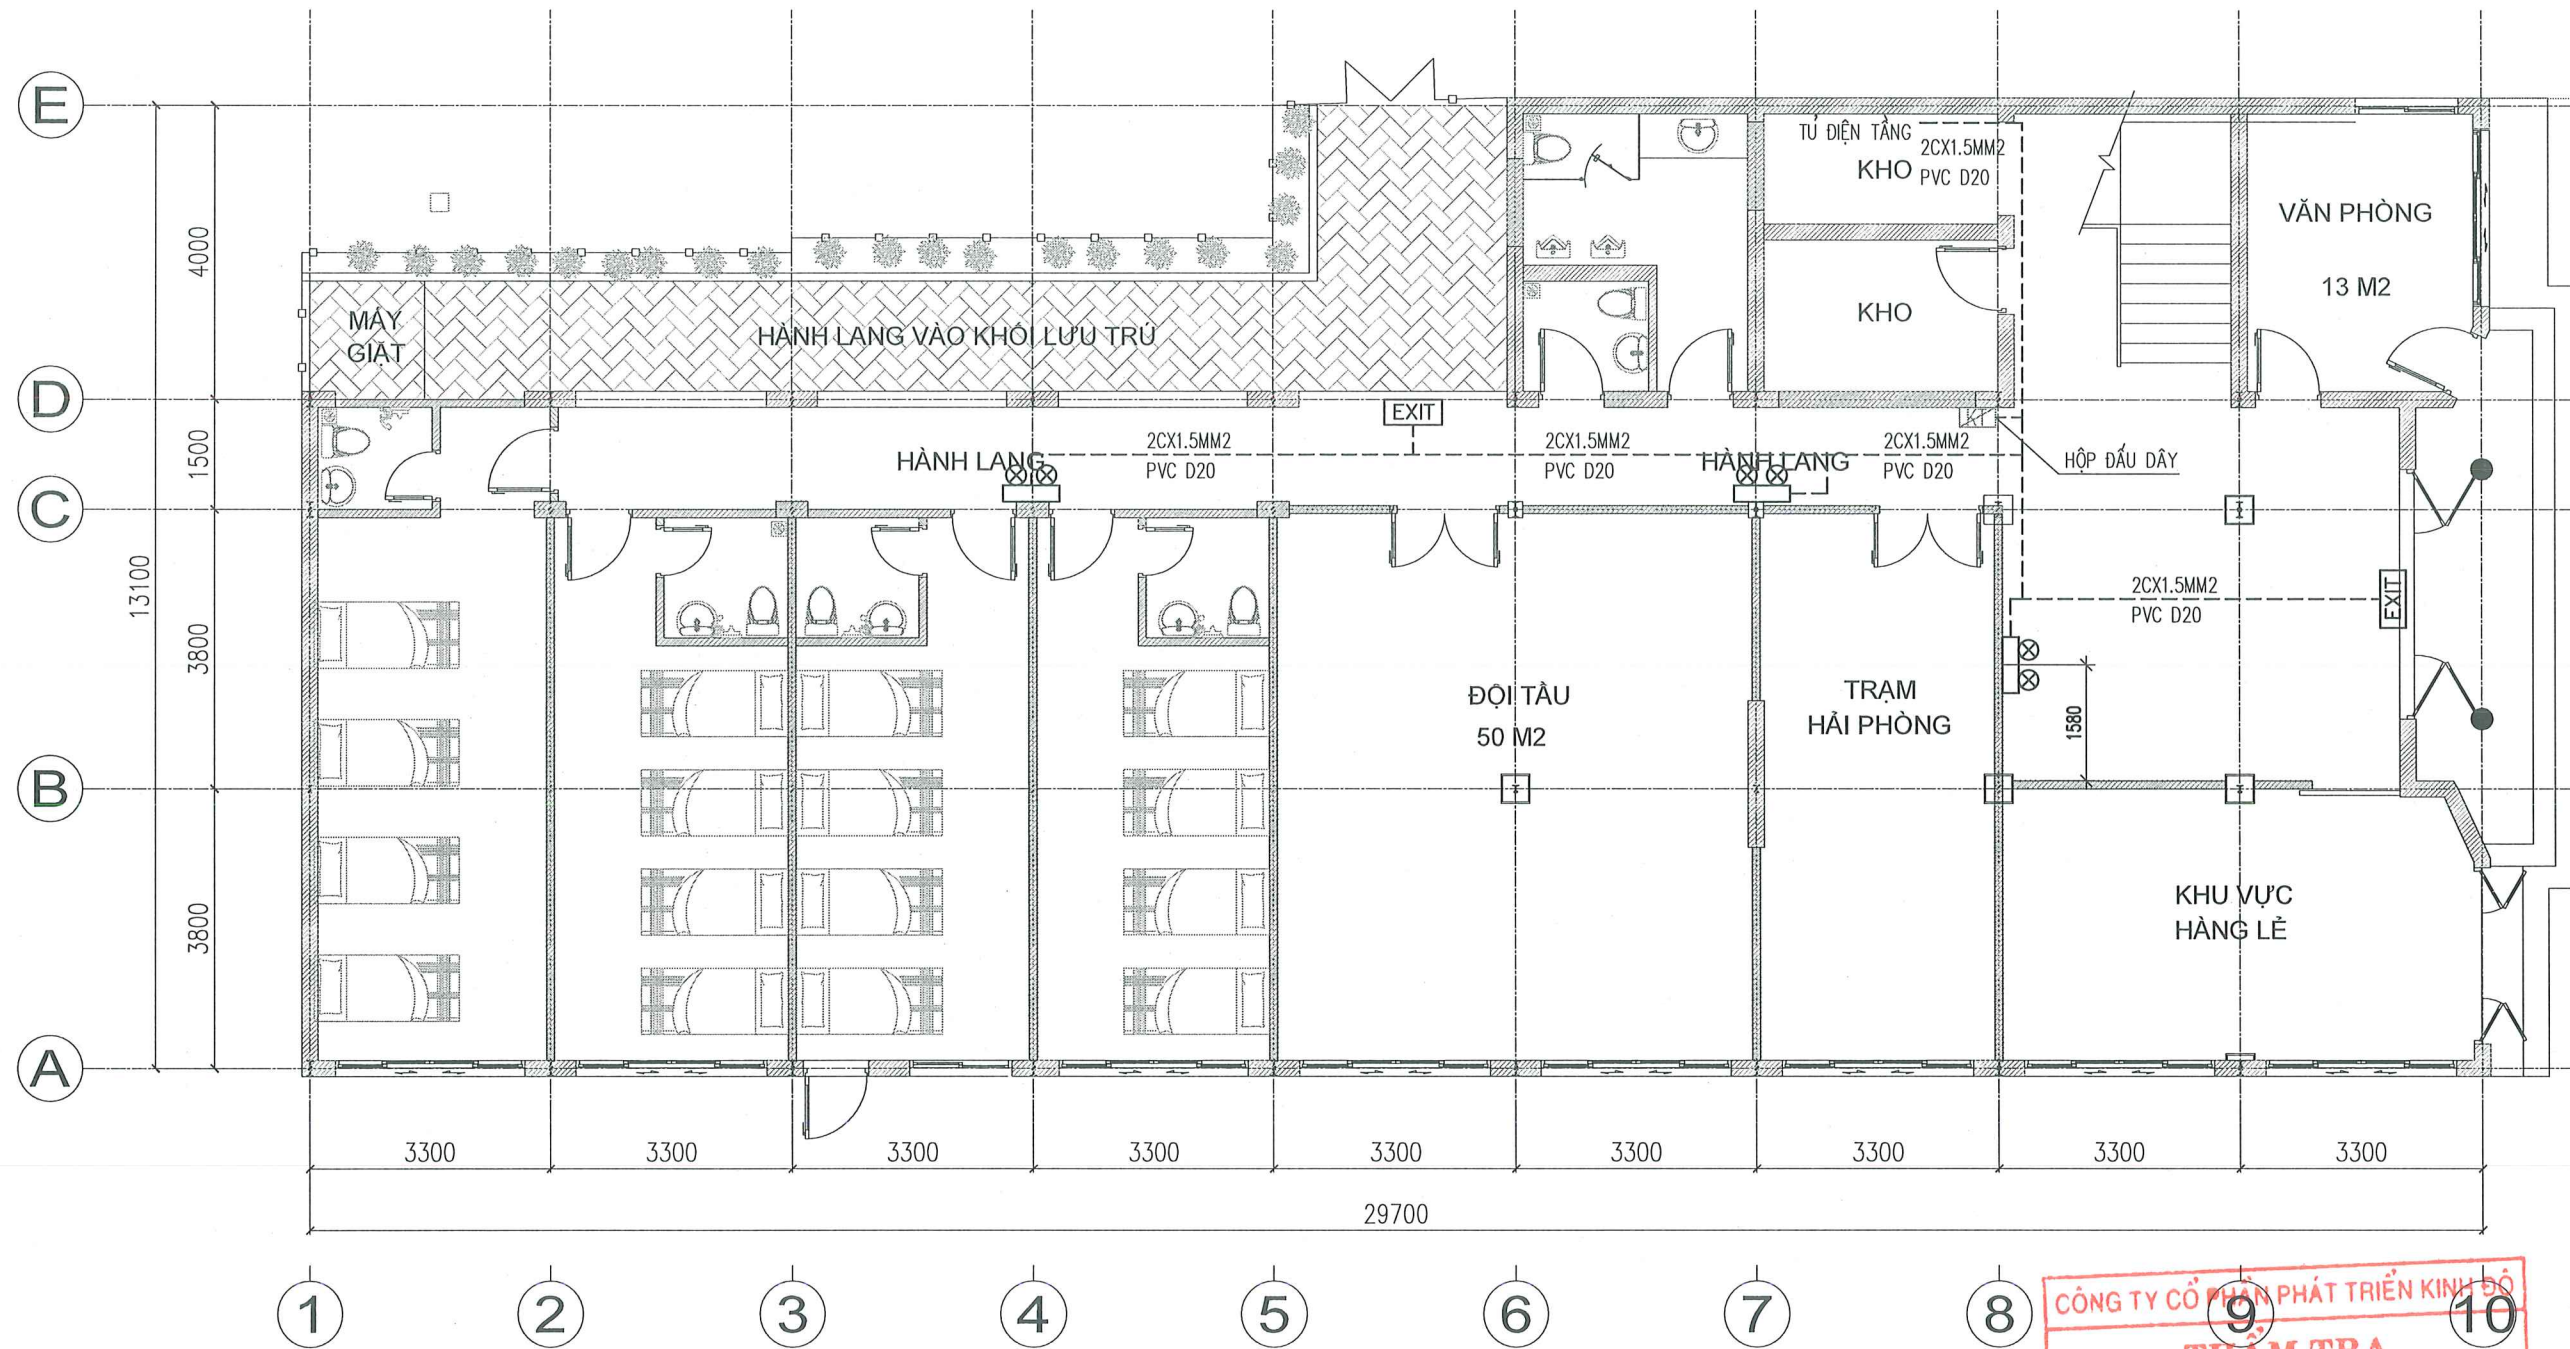 E
TỦ ĐIỆN TẦNG
2CX1.5MM2
PVC D20
KHO
VĂN PHÒNG
13 M2
4000
KHO
MÁY
GIẶT
HÀNH LANG VÀO KHỐI LƯU TRÚ
D
EXIT
1500
2CX1.5MM2
PVC D20
2CX1.5MM2
PVC D20
2CX1.5MM2
PVC D20
HÀNH LANG
HÀNH LANG
KT
HỘP ĐẤU DÂY
C
13100
2CX1.5MM2
PVC D20
EXIT
3800
ĐỘI TẦU
50 M2
TRẠM
HẢI PHÒNG
1580
B
3800
KHU VỰC
HÀNG LẺ
A
3300
3300
3300
3300
3300
3300
3300
3300
3300
29700
1
2
3
4
5
6
7
8
9
10
CÔNG TY CỔ PHẦN PHÁT TRIỂN KINH ĐÔ
THẨM TRA